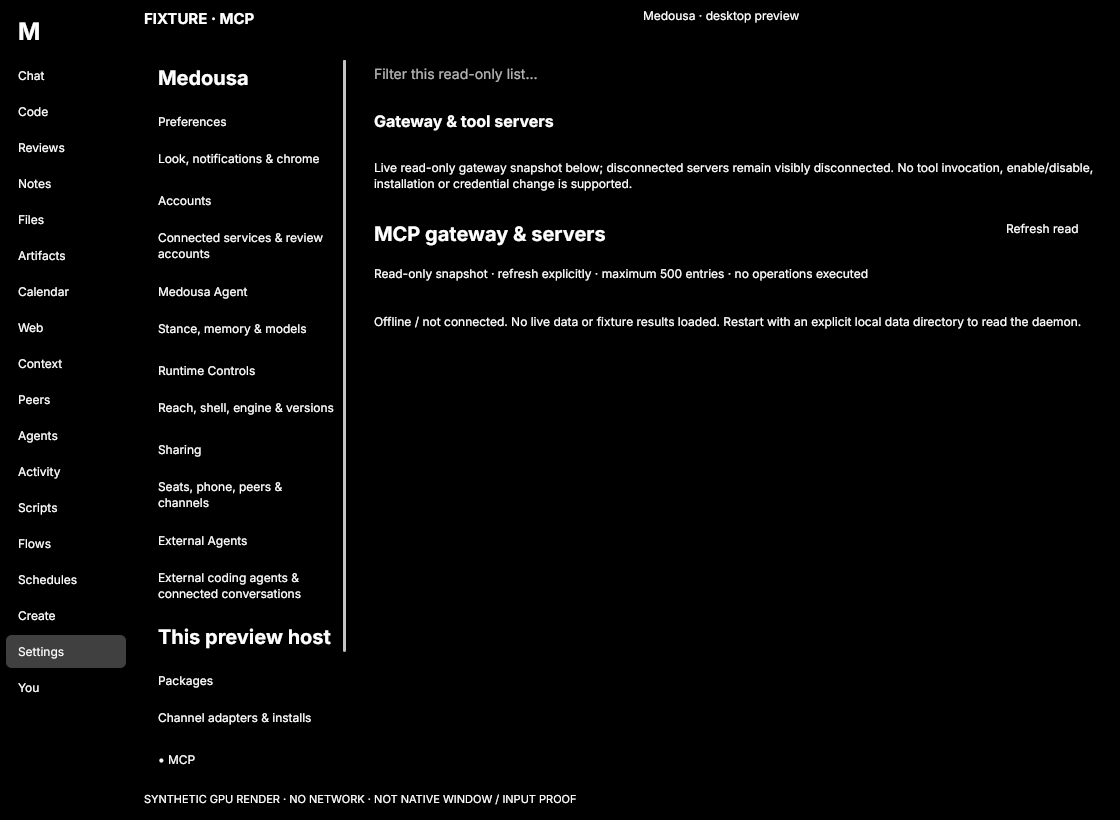 M
FIXTURE · MCP
Medousa · desktop preview
Chat
Code
Reviews
Notes
Files
Artifacts
Calendar
Web
Context
Peers
Agents
Activity
Scripts
Flows
Schedules
Create
Settings
You
Medousa
Preferences
Look, notifications & chrome
Accounts
Connected services & review
accounts
Medousa Agent
Stance, memory & models
Runtime Controls
Reach, shell, engine & versions
Sharing
Seats, phone, peers &
channels
External Agents
External coding agents &
connected conversations
This preview host
Packages
Channel adapters & installs
• MCP
Filter this read-only list...
Gateway & tool servers
Live read-only gateway snapshot below; disconnected servers remain visibly disconnected. No tool invocation, enable/disable,
installation or credential change is supported.
MCP gateway & servers
Refresh read
Read-only snapshot · refresh explicitly · maximum 500 entries · no operations executed
Offline / not connected. No live data or fixture results loaded. Restart with an explicit local data directory to read the daemon.
SYNTHETIC GPU RENDER · NO NETWORK · NOT NATIVE WINDOW / INPUT PROOF